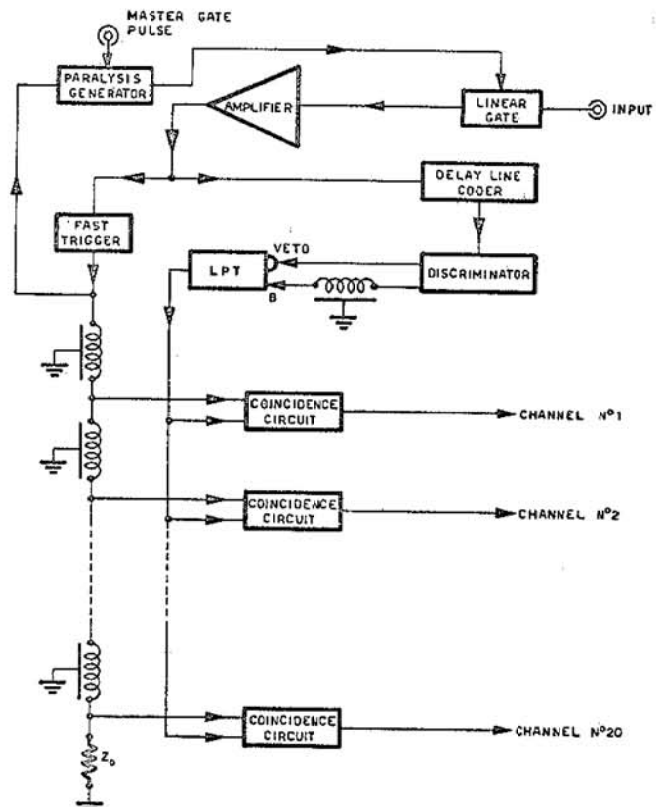 MASTER GATE
PULSE
PARALYSIS
GENERATOR
AMPLIFIER
LINEAR
GATE
INPUT
DELAY LINE
CODER
FAST
TRIGGER
VETO
LPT
B
DISCRIMINATOR
COINCIDENCE
CIRCUIT
CHANNEL Nº1
COINCIDENCE
CIRCUIT
CHANNEL Nº2
COINCIDENCE
CIRCUIT
CHANNEL Nº20
Z₀